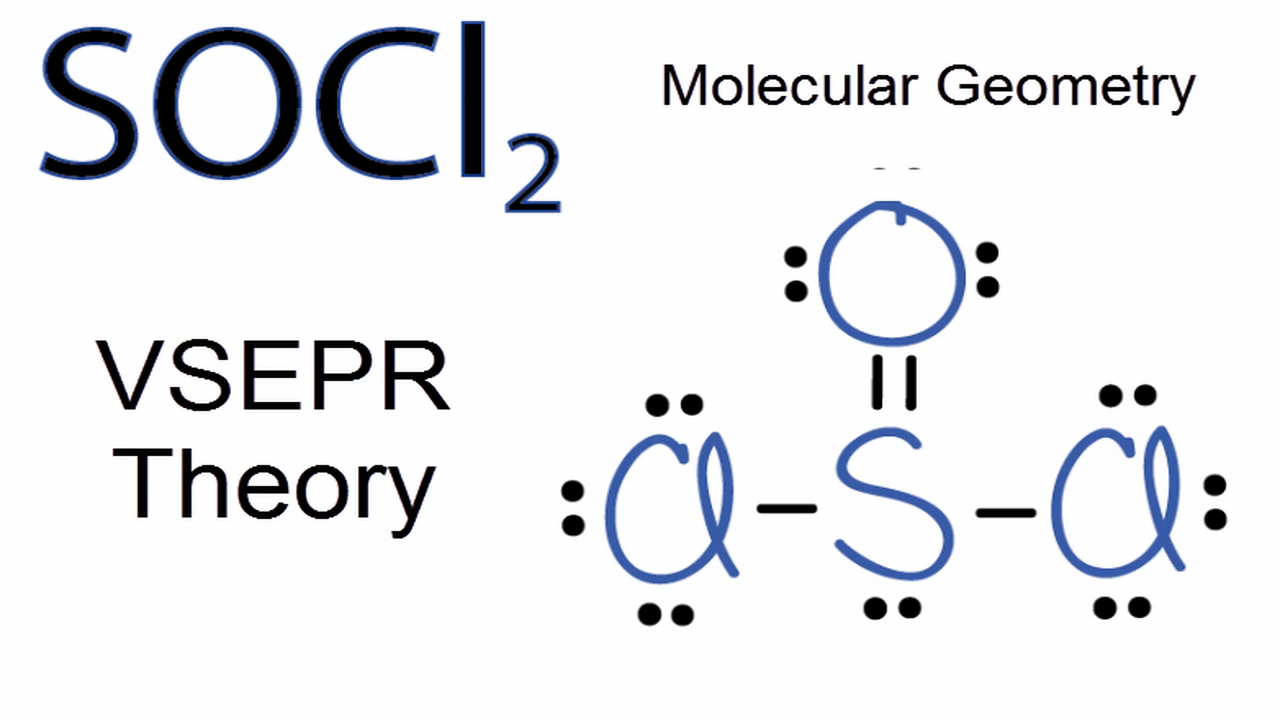 SOCl₂
Molecular Geometry
VSEPR
Theory
O
Cl S Cl